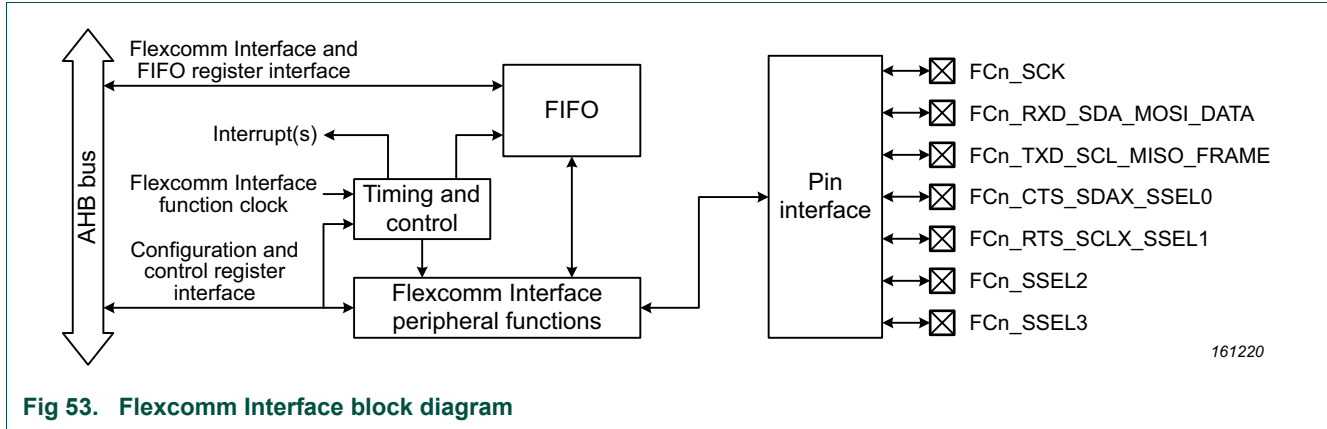 Flexcomm Interface and
FIFO register interface
FIFO
Interrupt(s)
Flexcomm Interface
function clock
Timing and
control
AHB bus
Configuration and
control register
interface
Flexcomm Interface
peripheral functions
Pin
interface
FCn_SCK
FCn_RXD_SDA_MOSI_DATA
FCn_TXD_SCL_MISO_FRAME
FCn_CTS_SDAX_SSEL0
FCn_RTS_SCLX_SSEL1
FCn_SSEL2
FCn_SSEL3
161220
Fig 53. Flexcomm Interface block diagram